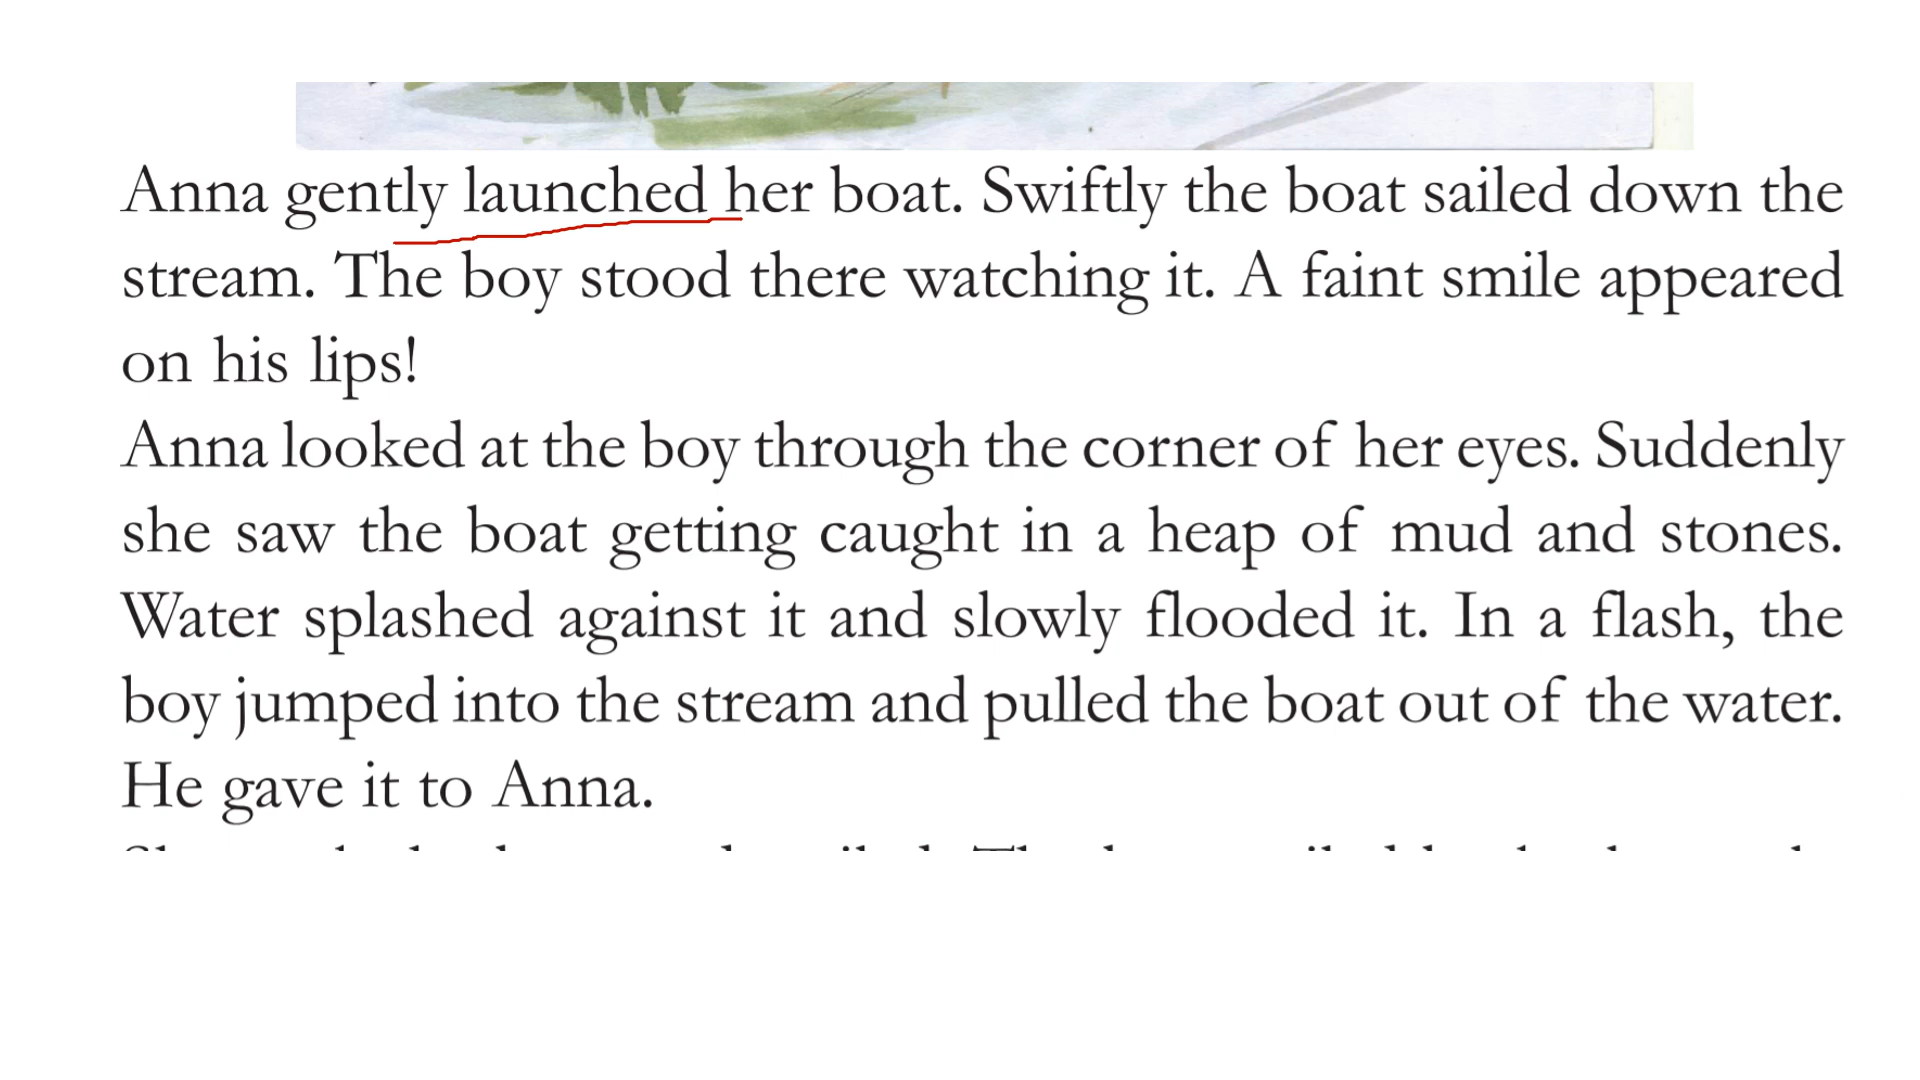 Anna gently launched her boat. Swiftly the boat sailed down the
stream. The boy stood there watching it. A faint smile appeared
on his lips!
Anna looked at the boy through the corner of her eyes. Suddenly
she saw the boat getting caught in a heap of mud and stones.
Water splashed against it and slowly flooded it. In a flash, the
boy jumped into the stream and pulled the boat out of the water.
He gave it to Anna.